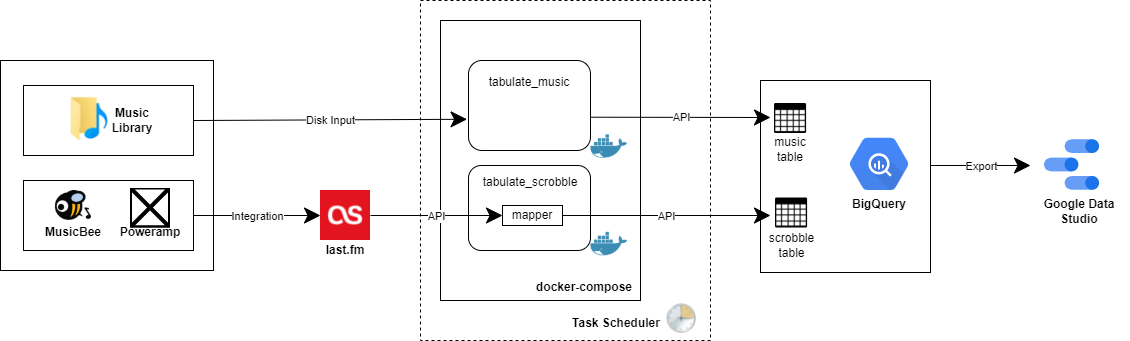 Music
Library
MusicBee
Poweramp
Disk Input
Integration
last.fm
API
tabulate_music
tabulate_scrobble
mapper
docker-compose
Task Scheduler
API
API
music
table
scrobble
table
BigQuery
Export
Google Data
Studio